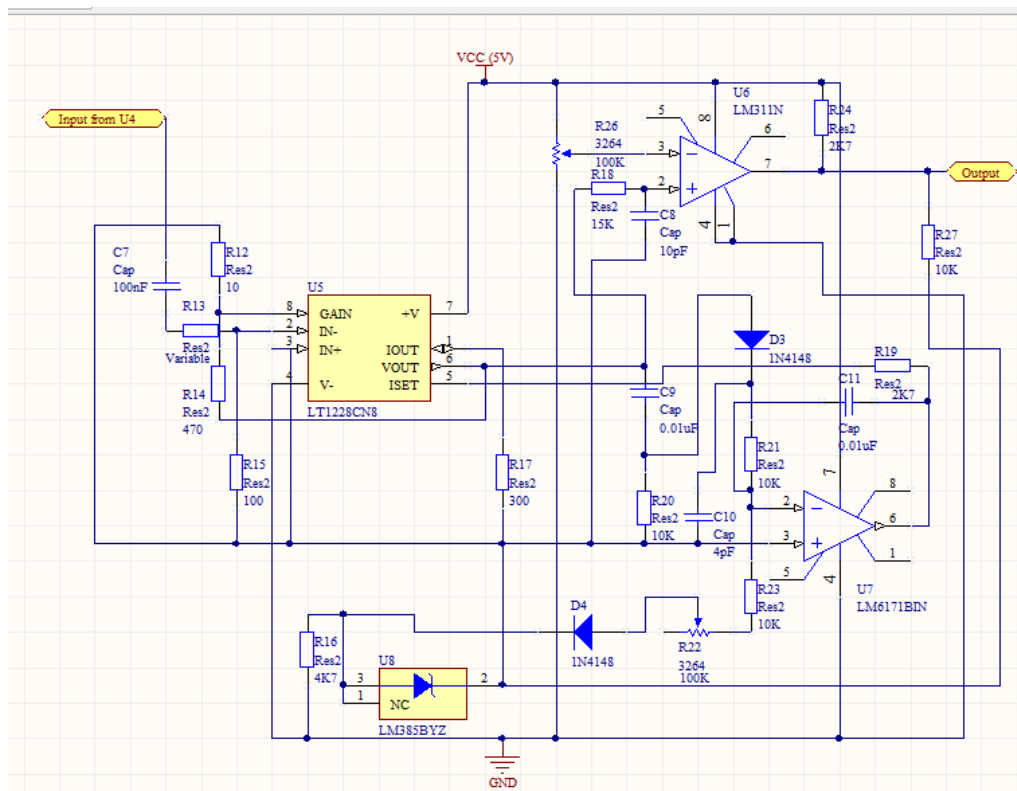 VCC (5V)
Input from U4
U6
LM311N
5
8
6
3
7
2
4
1
R24
Res2
2K7
R26
3264
100K
R18
Res2
15K
C8
Cap
10pF
Output
R27
Res2
10K
C7
Cap
100nF
R12
Res2
10
R13
Res2
Variable
R14
Res2
470
U5
8
2
3
4
GAIN
IN-
IN+
V-
+V
IOUT
VOUT
ISET
7
1
6
5
LT1228CN8
D3
1N4148
R19
Res2
2K7
C11
Cap
0.01uF
C9
Cap
0.01uF
R15
Res2
100
R17
Res2
300
R21
Res2
10K
R20
Res2
10K
C10
Cap
4pF
7
2
3
8
6
1
5
4
U7
LM6171BIN
R23
Res2
10K
D4
1N4148
R22
3264
100K
R16
Res2
4K7
U8
3
1
2
NC
LM385BYZ
GND